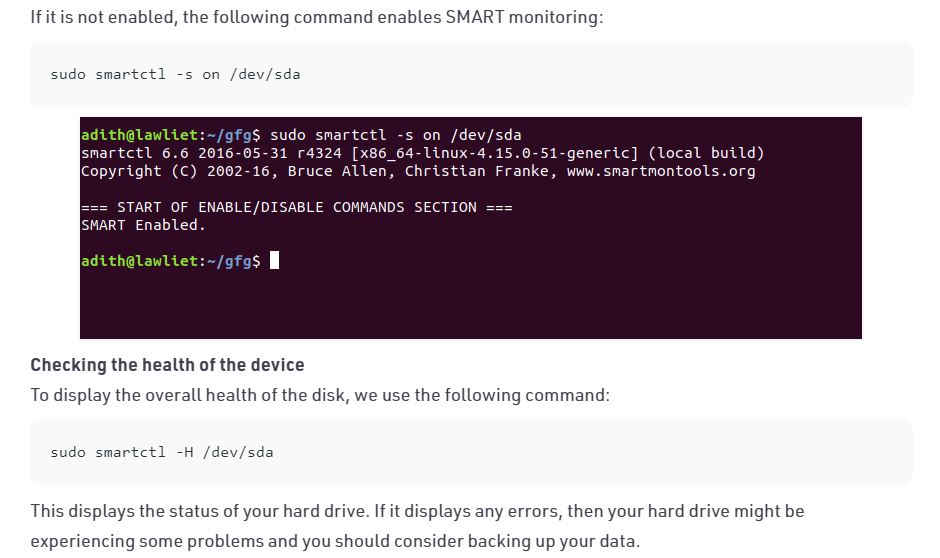 If it is not enabled, the following command enables SMART monitoring:
sudo smartctl -s on /dev/sda
adith@lawliet:~/gfg$ sudo smartctl -s on /dev/sda
smartctl 6.6 2016-05-31 r4324 [x86_64-linux-4.15.0-51-generic] (local build)
Copyright (C) 2002-16, Bruce Allen, Christian Franke, www.smartmontools.org
=== START OF ENABLE/DISABLE COMMANDS SECTION ===
SMART Enabled.
adith@lawliet:~/gfg$
Checking the health of the device
To display the overall health of the disk, we use the following command:
sudo smartctl -H /dev/sda
This displays the status of your hard drive. If it displays any errors, then your hard drive might be
experiencing some problems and you should consider backing up your data.